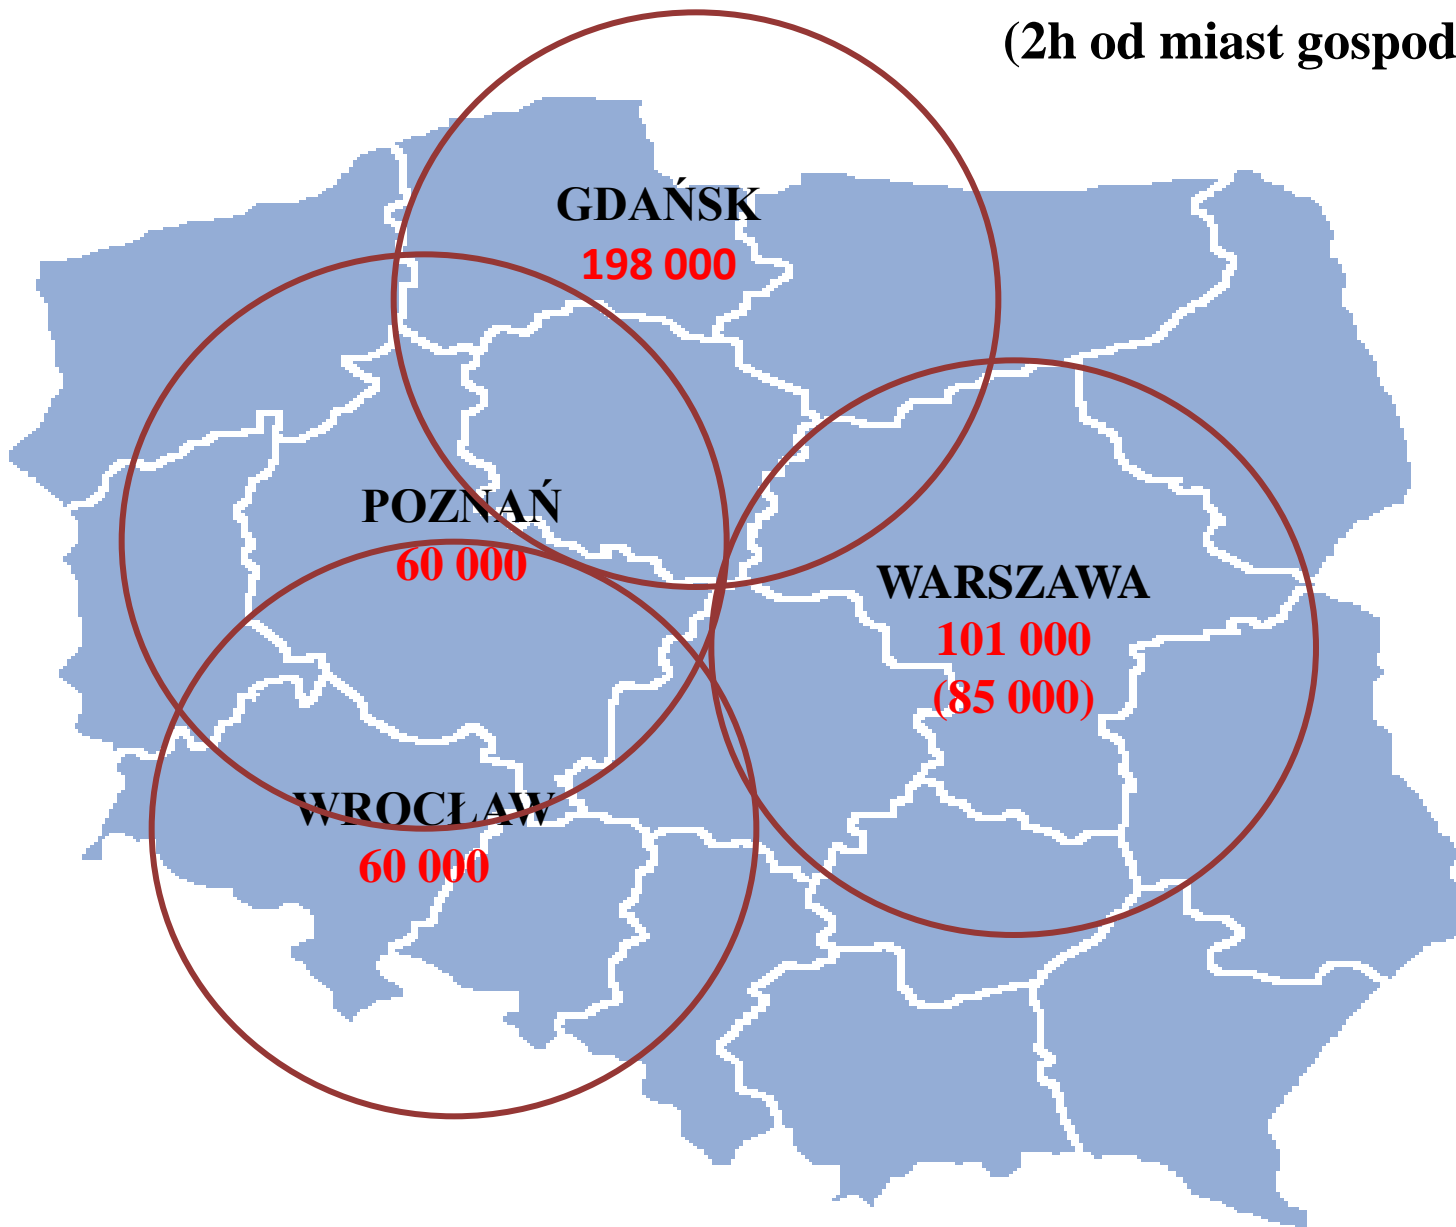 (2h od miast gospod
GDAŃSK
198 000
POZNAŃ
60 000
WARSZAWA
101 000
(85 000)
WROCŁAW
60 000